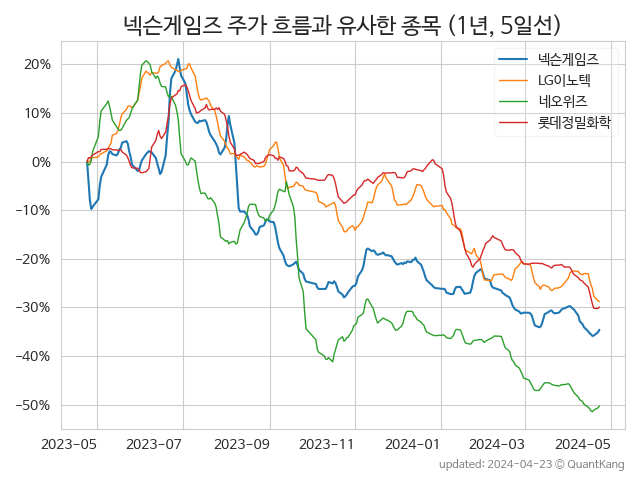 넥슨게임즈 주가 흐름과 유사한 종목 (1년, 5일선)
넥슨게임즈
LG이노텍
네오위즈
롯데정밀화학
20%
10%
0%
−10%
−20%
−30%
−40%
−50%
2023-05 2023-07 2023-09 2023-11 2024-01 2024-03 2024-05
updated: 2024-04-23 © QuantKang